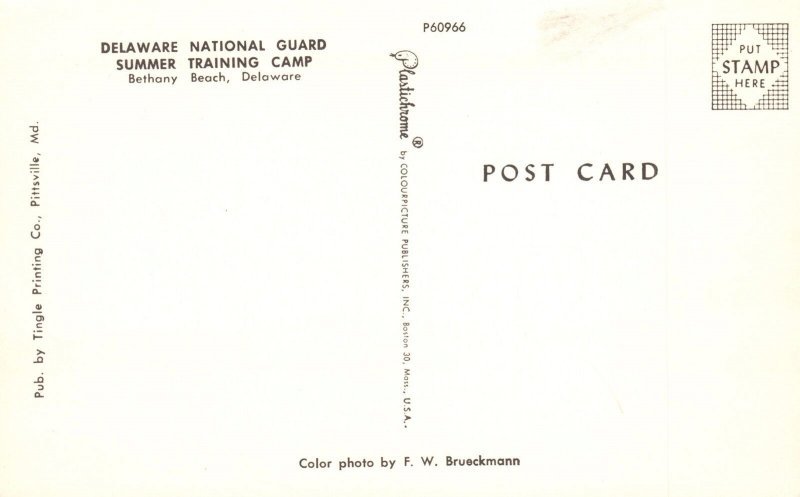 P60966
DELAWARE NATIONAL GUARD
SUMMER TRAINING CAMP
Bethany Beach, Delaware
PUT
STAMP
HERE
Plastichrome® by COLOURPICTURE PUBLISHERS, INC., Boston 30, Mass., U.S.A.
POST CARD
Pub. by Tingle Printing Co., Pittsville, Md.
Color photo by F. W. Brueckmann